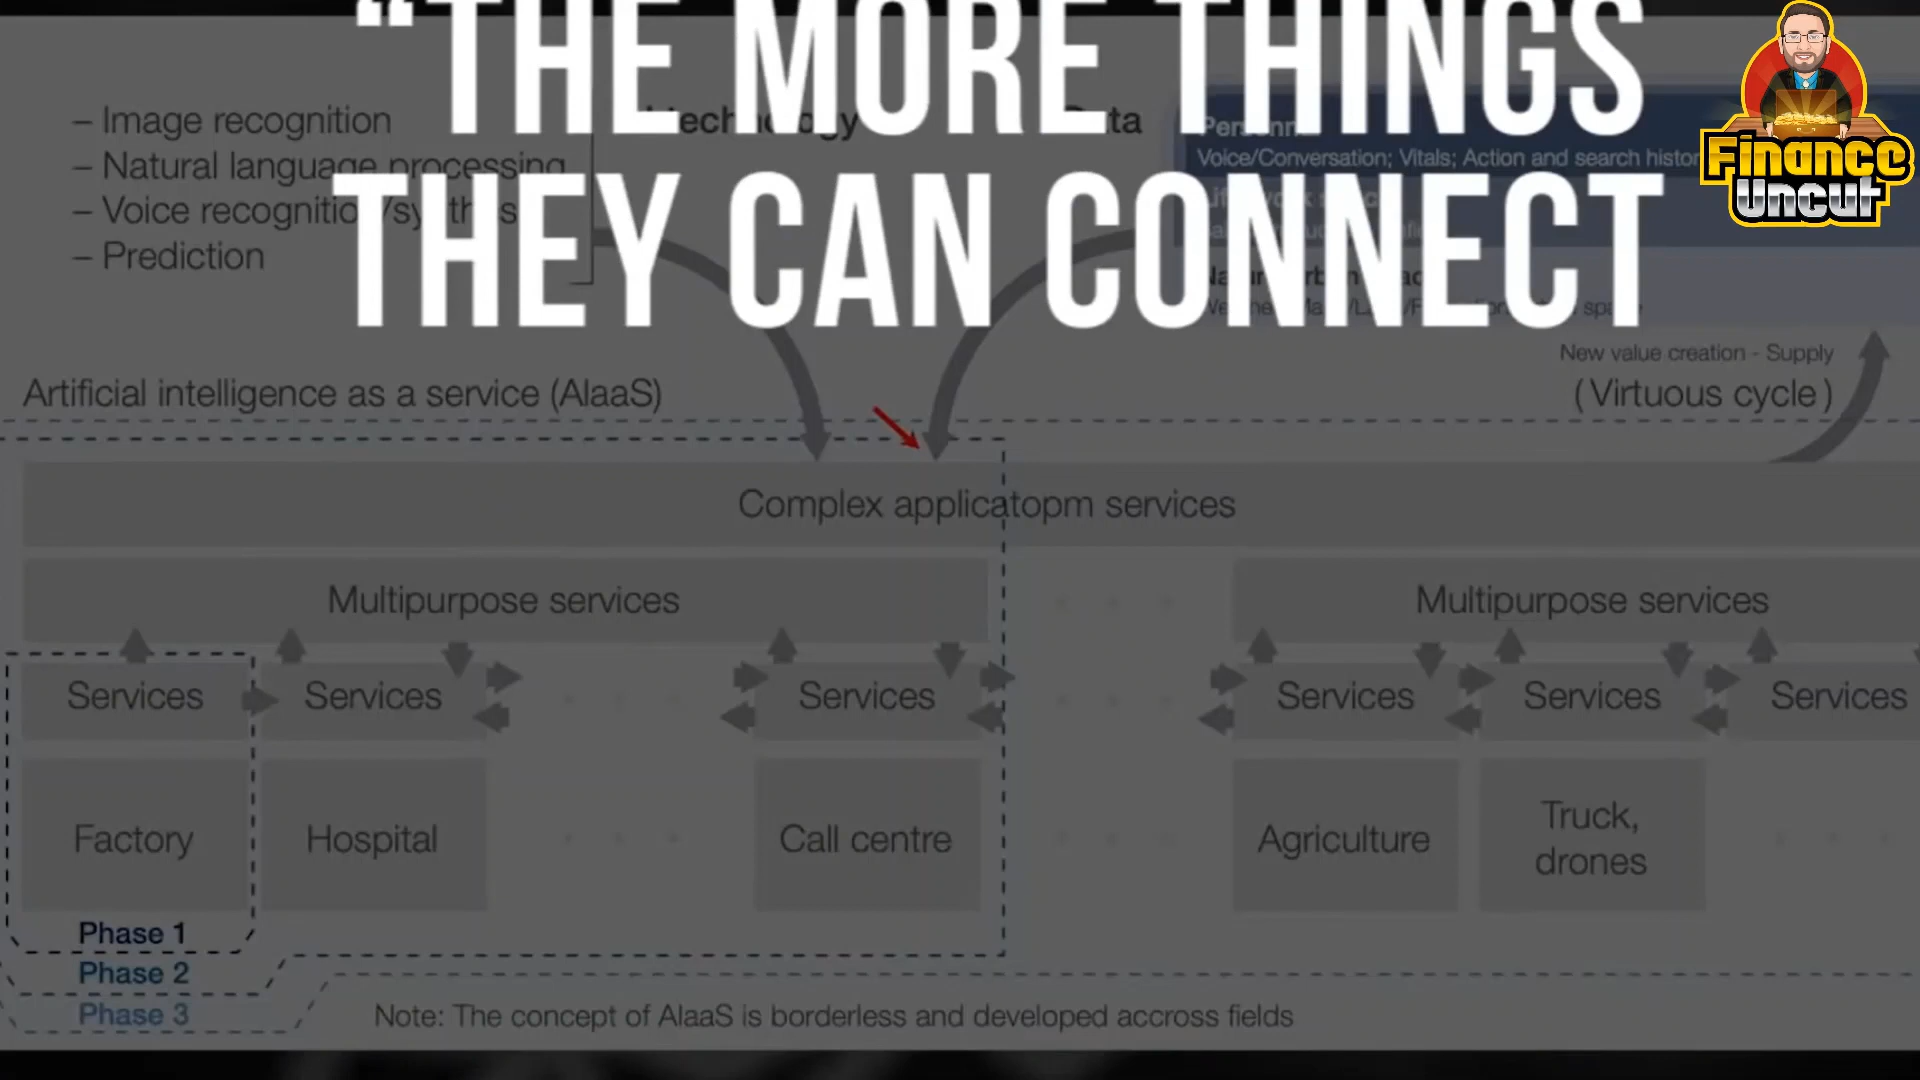 “THE MORE THINGS
THEY CAN CONNECT
Finance
Uncut
– Image recognition
– Natural language processing
– Voice recognition
– Prediction
Voice/Conversation; Vitals; Action and search
New value creation - Supply
(Virtuous cycle)
Artificial intelligence as a service (AIaaS)
Complex applicatopm services
Multipurpose services
Multipurpose services
Services
Services
Services
Services
Services
Services
Factory
Hospital
Call centre
Agriculture
Truck,
drones
Phase 1
Phase 2
Phase 3
Note: The concept of AIaaS is borderless and developed accross fields